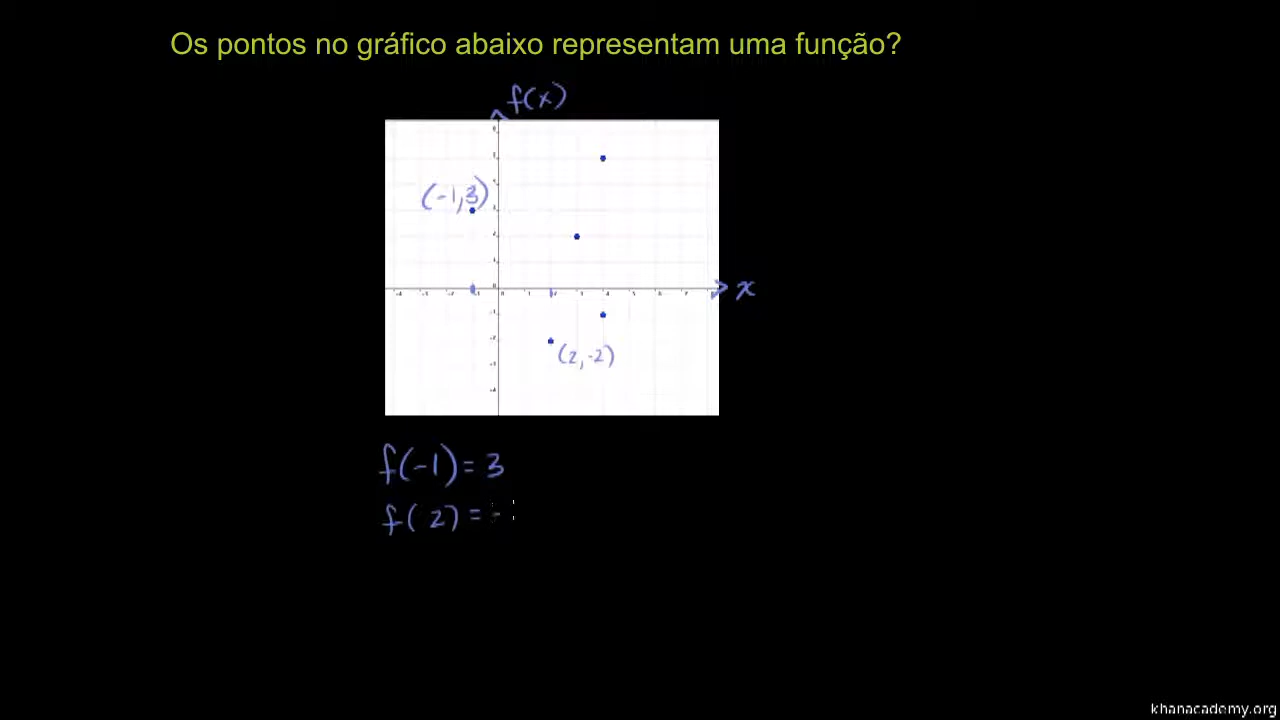 Os pontos no gráfico abaixo representam uma função?
f(x)
(-1,3)
x
(2,-2)
f(-1) = 3
f(2) = -
khanacademy.org